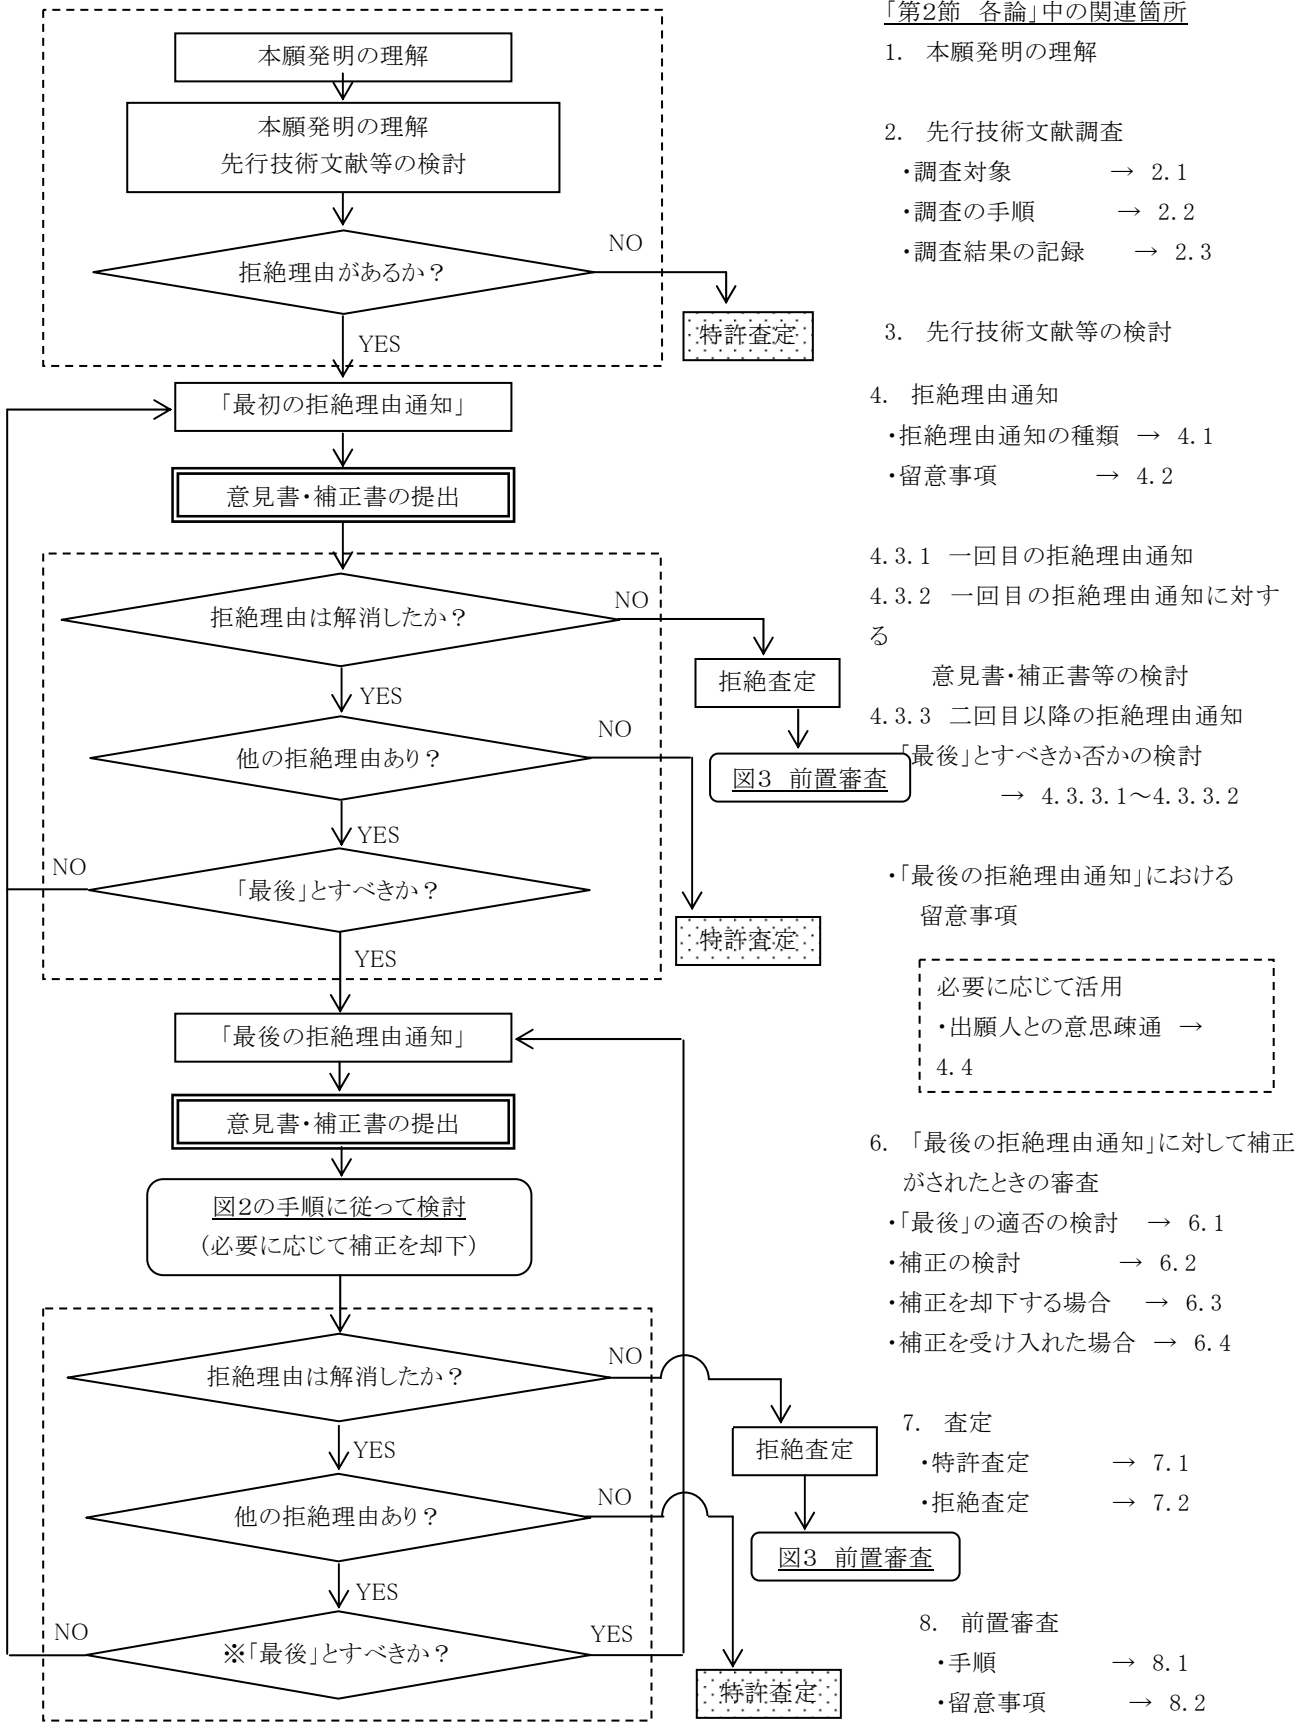 本願発明の理解
本願発明の理解
先行技術文献等の検討
拒絶理由があるか？
NO
特許査定
YES
「最初の拒絶理由通知」
意見書・補正書の提出
拒絶理由は解消したか？
NO
拒絶査定
図3　前置審査
YES
他の拒絶理由あり？
NO
YES
「最後」とすべきか？
NO
特許査定
YES
「最後の拒絶理由通知」
意見書・補正書の提出
図2の手順に従って検討
（必要に応じて補正を却下）
拒絶理由は解消したか？
NO
拒絶査定
図3　前置審査
YES
他の拒絶理由あり？
NO
YES
※「最後」とすべきか？
NO
YES
特許査定
「第2節　各論」中の関連箇所
1.　本願発明の理解
2.　先行技術文献調査
・調査対象　→　2.1
・調査の手順　→　2.2
・調査結果の記録　→　2.3
3.　先行技術文献等の検討
4.　拒絶理由通知
・拒絶理由通知の種類　→　4.1
・留意事項　→　4.2
4.3.1　一回目の拒絶理由通知
4.3.2　一回目の拒絶理由通知に対す
る
意見書・補正書等の検討
4.3.3　二回目以降の拒絶理由通知
「最後」とすべきか否かの検討
→　4.3.3.1～4.3.3.2
・「最後の拒絶理由通知」における
留意事項
必要に応じて活用
・出願人との意思疎通　→
4.4
6.　「最後の拒絶理由通知」に対して補正
がされたときの審査
・「最後」の適否の検討　→　6.1
・補正の検討　→　6.2
・補正を却下する場合　→　6.3
・補正を受け入れた場合　→　6.4
7.　査定
・特許査定　→　7.1
・拒絶査定　→　7.2
8.　前置審査
・手順　→　8.1
・留意事項　→　8.2